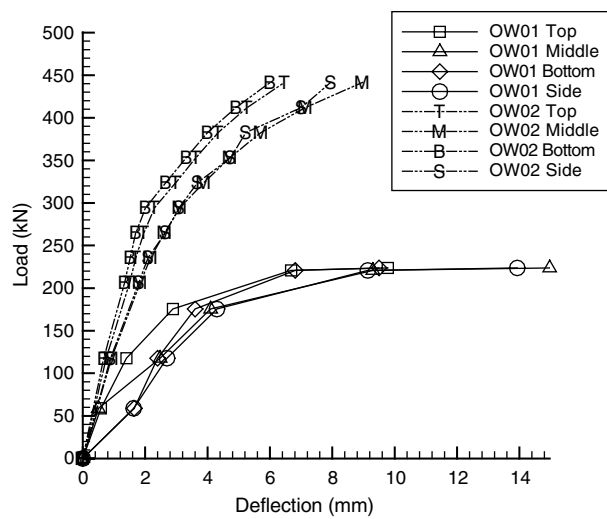 OW01 Top
OW01 Middle
OW01 Bottom
OW01 Side
T OW02 Top
M OW02 Middle
B OW02 Bottom
S OW02 Side
500
450
400
350
300
250
200
150
100
50
0
Load (kN)
0 2 4 6 8 10 12 14
Deflection (mm)
B T S M
B T S M
B T S M
B T S M
B T S M
B T S M
B T S M
B T S M
B T S M